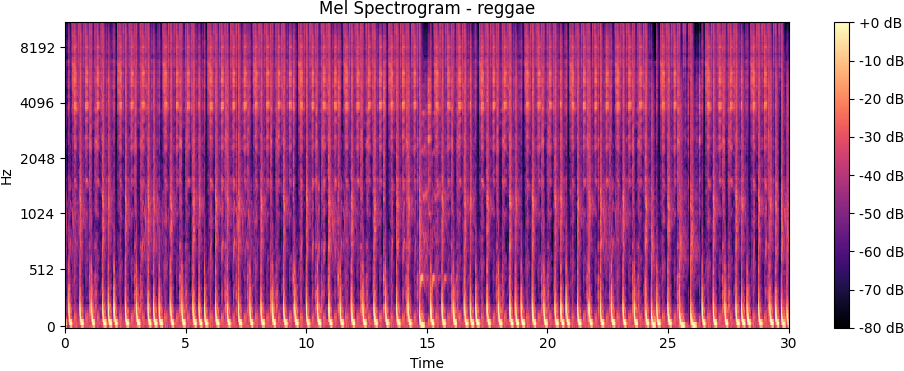 Mel Spectrogram - reggae
Hz
8192
4096
2048
1024
512
0
0 5 10 15 20 25 30
Time
+0 dB
-10 dB
-20 dB
-30 dB
-40 dB
-50 dB
-60 dB
-70 dB
-80 dB